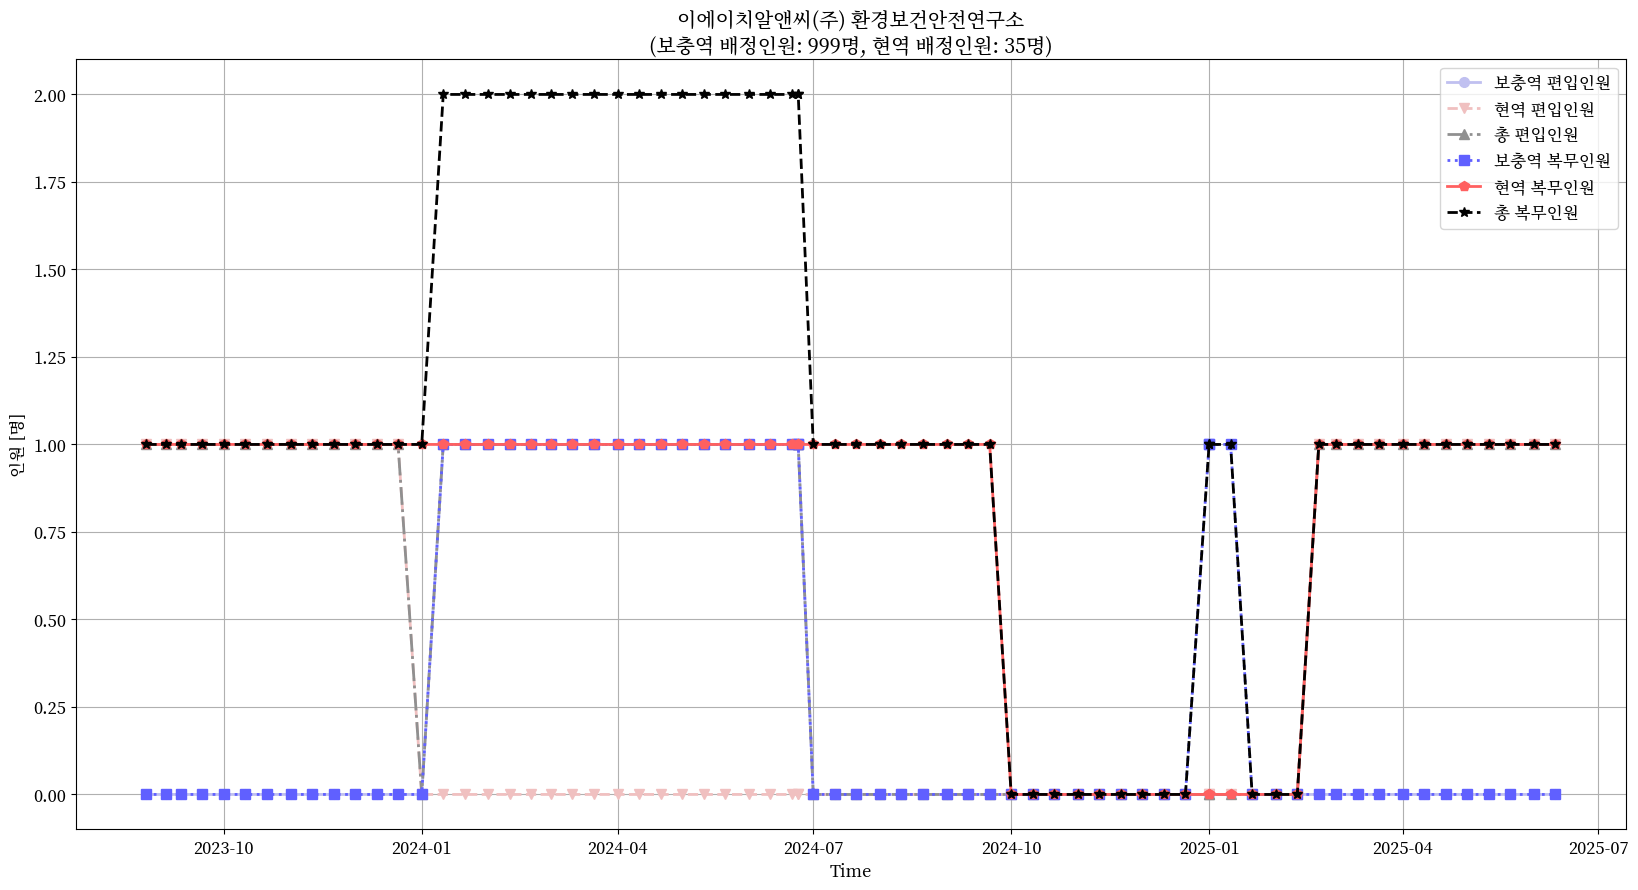 이에이치알앤씨(주) 환경보건안전연구소
(보충역 배정인원: 999명, 현역 배정인원: 35명)
보충역 편입인원
현역 편입인원
총 편입인원
보충역 복무인원
현역 복무인원
총 복무인원
인원 [명]
2.00
1.75
1.50
1.25
1.00
0.75
0.50
0.25
0.00
2023-10
2024-01
2024-04
2024-07
2024-10
2025-01
2025-04
2025-07
Time